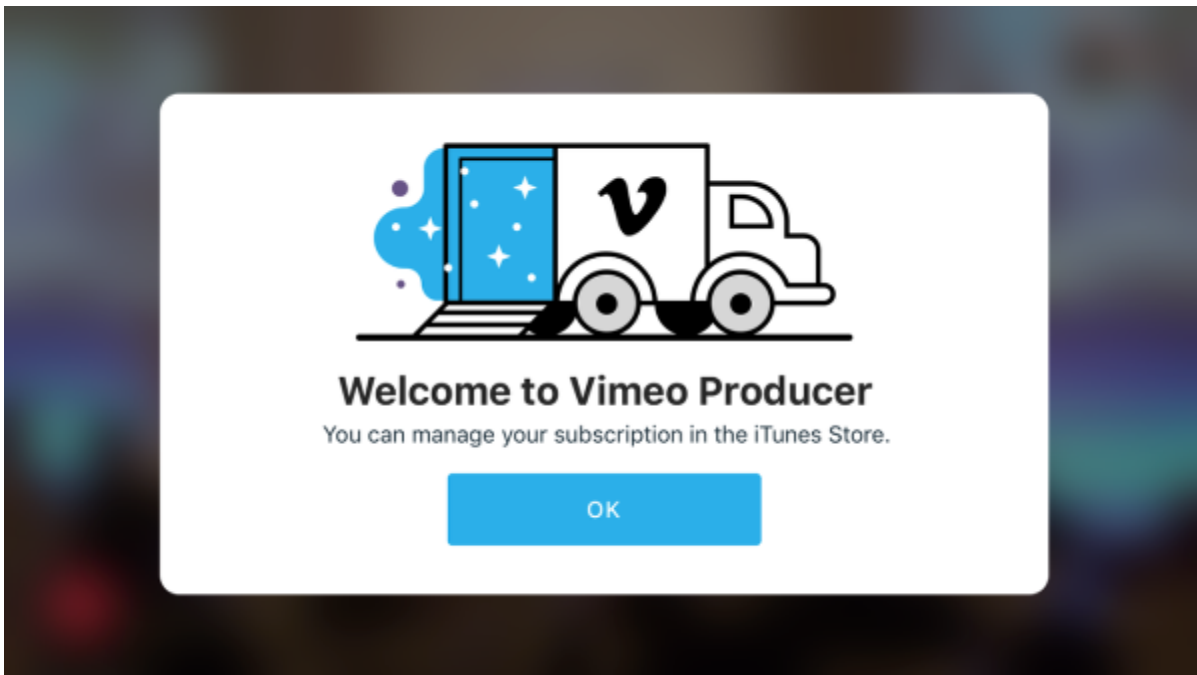 v
Welcome to Vimeo Producer
You can manage your subscription in the iTunes Store.
OK